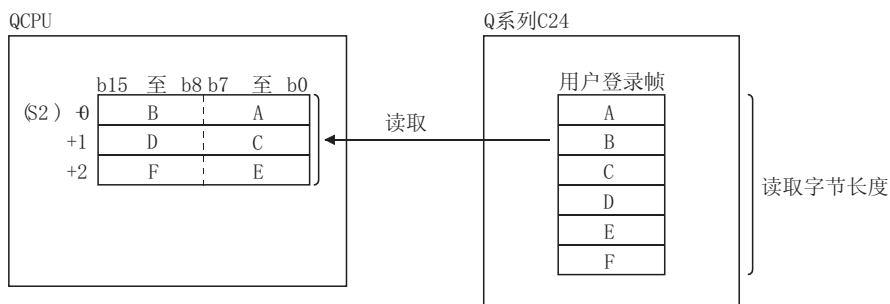 QCPU
Q系列C24
b15 至 b8 b7 至 b0
用户登录帧
(S2) +0 B A
+1 D C
+2 F E
读取
A
B
C
D
E
F
读取字节长度